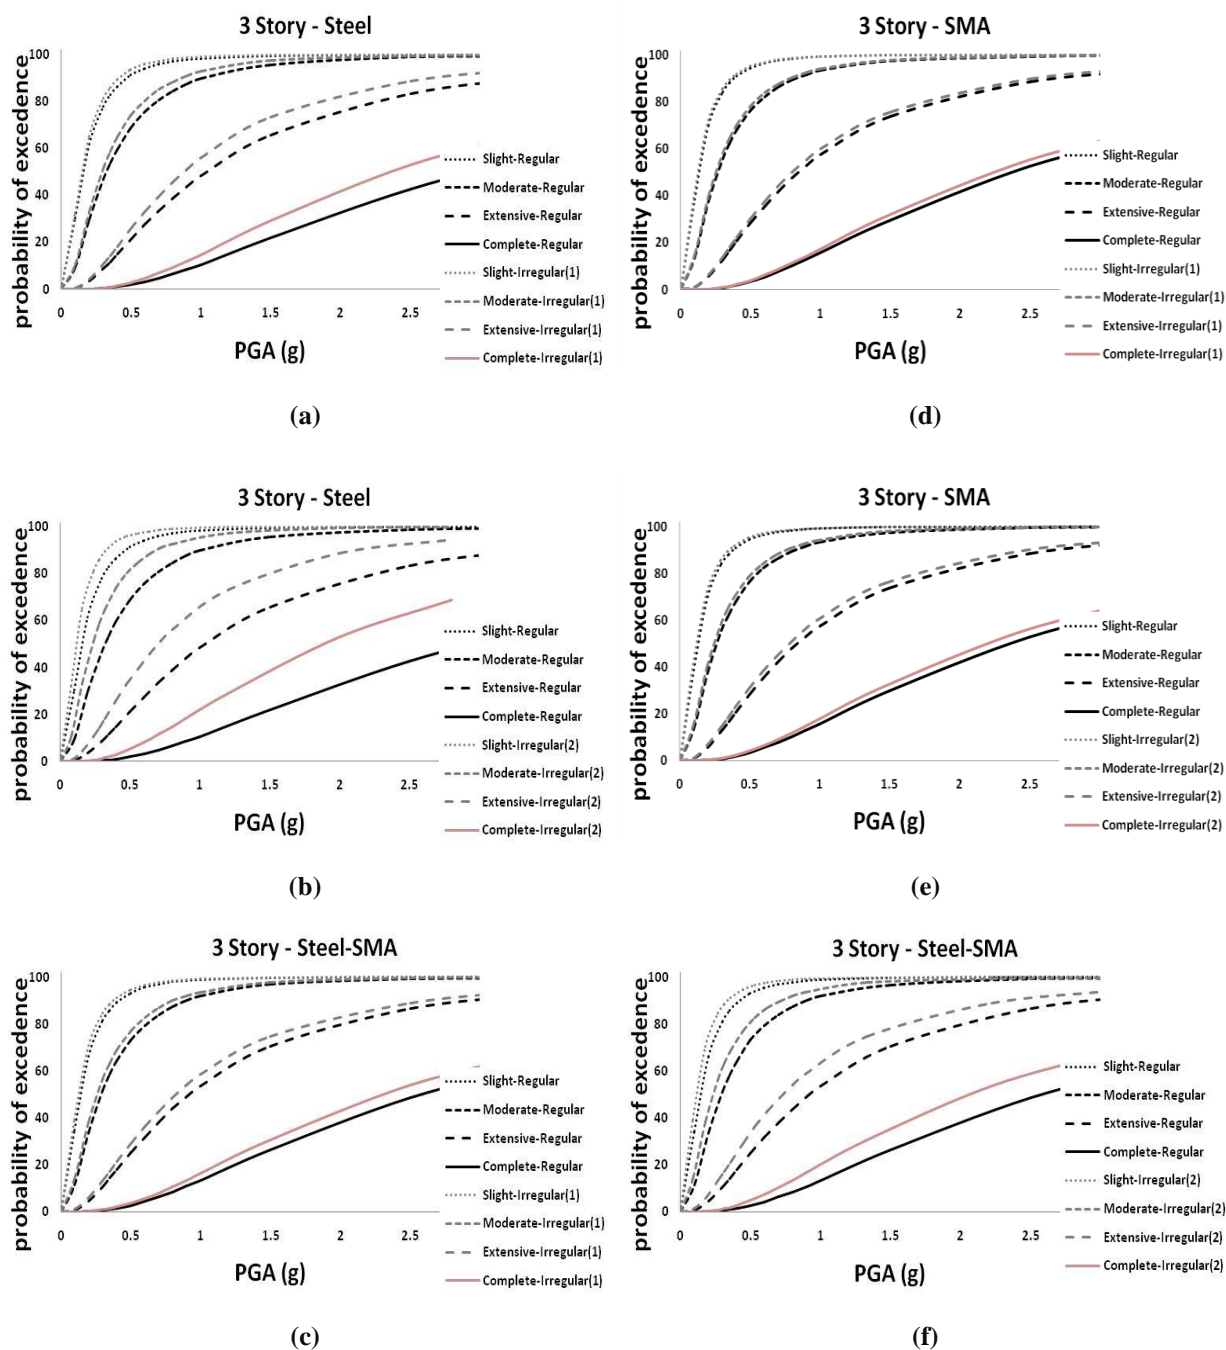 3 Story - Steel
probability of excedence
100
80
60
40
20
0
0 0.5 1 1.5 2 2.5
PGA (g)
Slight-Regular
Moderate-Regular
Extensive-Regular
Complete-Regular
Slight-Irregular(1)
Moderate-Irregular(1)
Extensive-Irregular(1)
Complete-Irregular(1)
(a)
3 Story - SMA
probability of excedence
100
80
60
40
20
0
0 0.5 1 1.5 2 2.5
PGA (g)
Slight-Regular
Moderate-Regular
Extensive-Regular
Complete-Regular
Slight-Irregular(1)
Moderate-Irregular(1)
Extensive-Irregular(1)
Complete-Irregular(1)
(d)
3 Story - Steel
probability of excedence
100
80
60
40
20
0
0 0.5 1 1.5 2 2.5
PGA (g)
Slight-Regular
Moderate-Regular
Extensive-Regular
Complete-Regular
Slight-Irregular(2)
Moderate-Irregular(2)
Extensive-Irregular(2)
Complete-Irregular(2)
(b)
3 Story - SMA
probability of excedence
100
80
60
40
20
0
0 0.5 1 1.5 2 2.5
PGA (g)
Slight-Regular
Moderate-Regular
Extensive-Regular
Complete-Regular
Slight-Irregular(2)
Moderate-Irregular(2)
Extensive-Irregular(2)
Complete-Irregular(2)
(e)
3 Story - Steel-SMA
probability of excedence
100
80
60
40
20
0
0 0.5 1 1.5 2 2.5
PGA (g)
Slight-Regular
Moderate-Regular
Extensive-Regular
Complete-Regular
Slight-Irregular(1)
Moderate-Irregular(1)
Extensive-Irregular(1)
Complete-Irregular(1)
(c)
3 Story - Steel-SMA
probability of excedence
100
80
60
40
20
0
0 0.5 1 1.5 2 2.5
PGA (g)
Slight-Regular
Moderate-Regular
Extensive-Regular
Complete-Regular
Slight-Irregular(2)
Moderate-Irregular(2)
Extensive-Irregular(2)
Complete-Irregular(2)
(f)